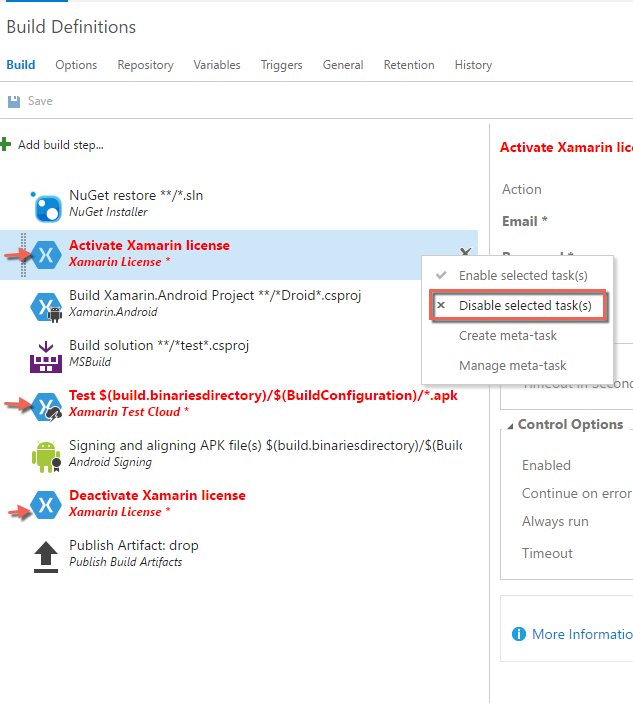 Build Definitions
Build Options Repository Variables Triggers General Retention History
Save
Add build step...
Activate Xamarin lice
NuGet restore **/*.sln
NuGet Installer
Action
Email *
Activate Xamarin license
Xamarin License *
Enable selected task(s)
Disable selected task(s)
Create meta-task
Manage meta-task
Build Xamarin.Android Project **/*Droid*.csproj
Xamarin.Android
Build solution **/*test*.csproj
MSBuild
Test $(build.binariesdirectory)/$(BuildConfiguration)/*.apk
Xamarin Test Cloud *
Signing and aligning APK file(s) $(build.binariesdirectory)/$(Buil
Android Signing
Deactivate Xamarin license
Xamarin License *
Publish Artifact: drop
Publish Build Artifacts
Timeout in Secon
Control Options
Enabled
Continue on error
Always run
Timeout
More Informatio